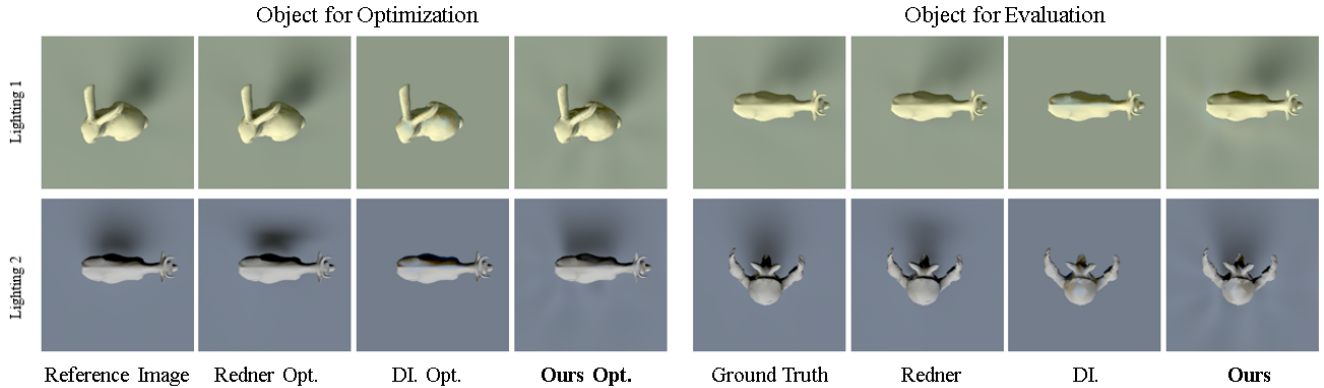 Object for Optimization
Object for Evaluation
Lighting 1
Lighting 2
Reference Image
Redner Opt.
DI. Opt.
Ours Opt.
Ground Truth
Redner
DI.
Ours